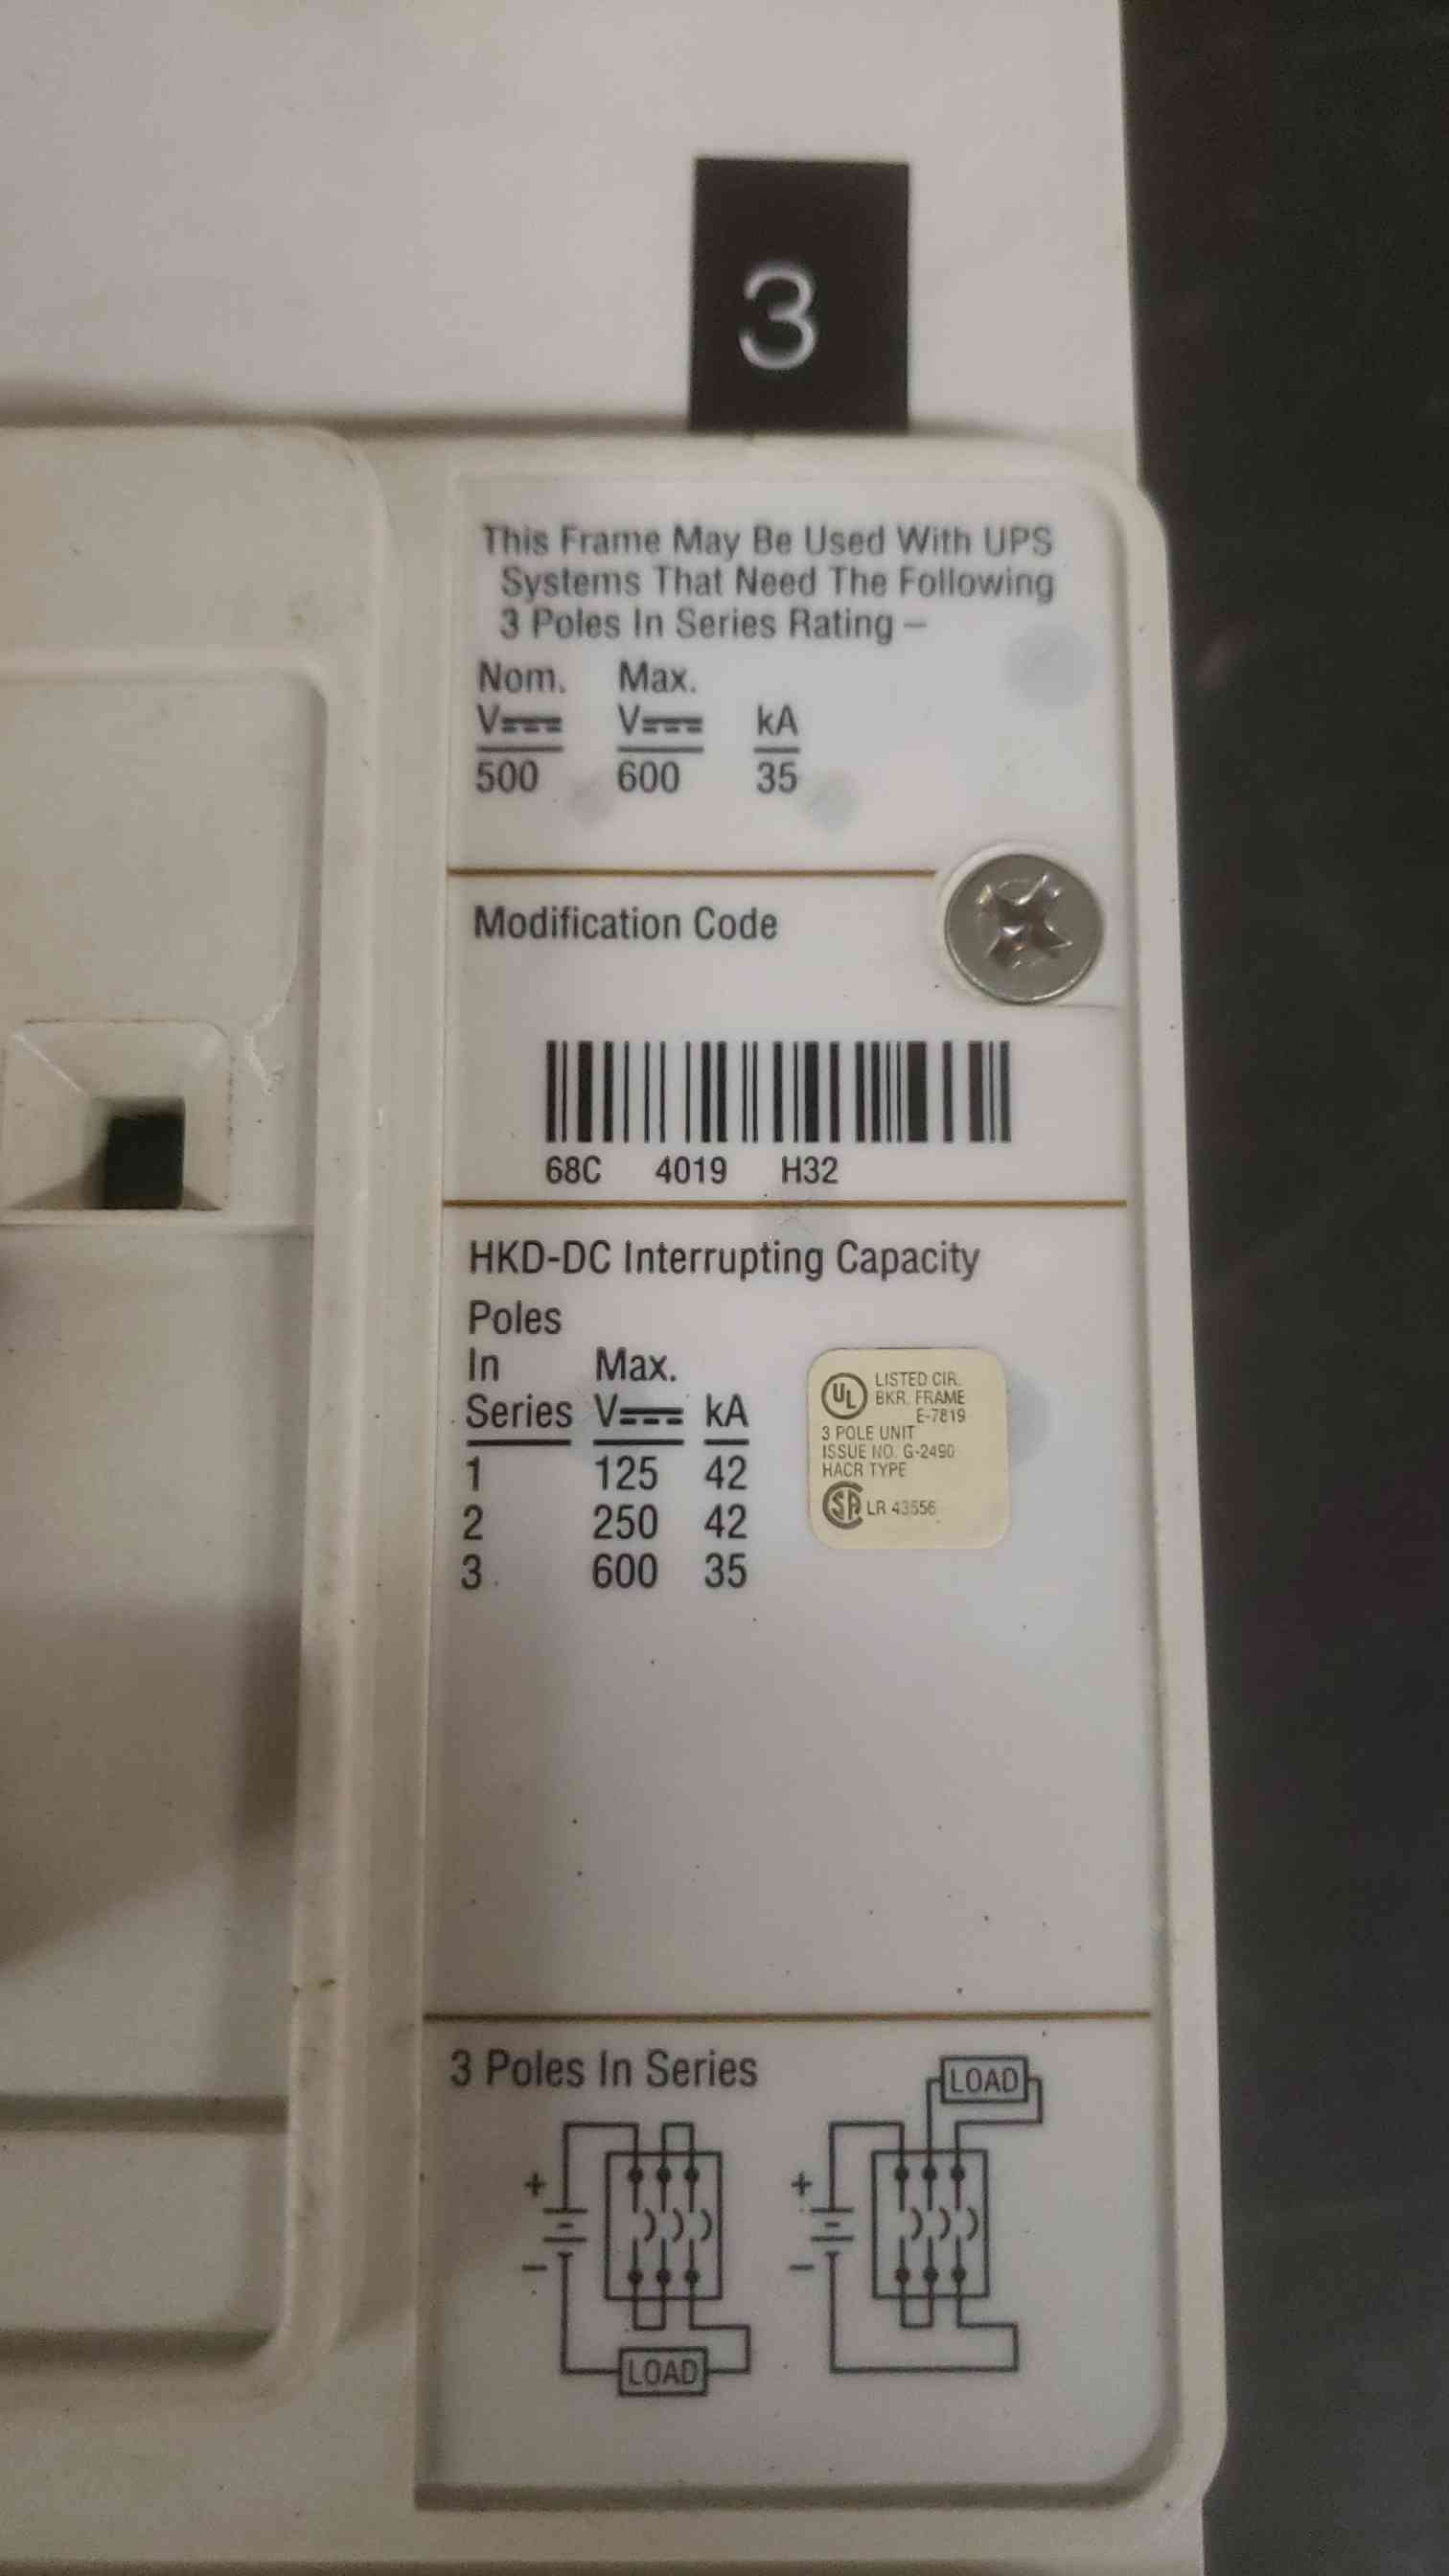 3
This Frame May Be Used With UPS
Systems That Need The Following
3 Poles In Series Rating –
Nom. Max.
V V kA
500 600 35
Modification Code
68C 4019 H32
HKD-DC Interrupting Capacity
Poles
In Max.
Series V kA
1 125 42
2 250 42
3 600 35
UL LISTED CIR.
BKR. FRAME
E-7819
3 POLE UNIT
ISSUE NO. G-2490
HACR TYPE
SA LR 43556
3 Poles In Series
LOAD
+ +
– –
LOAD